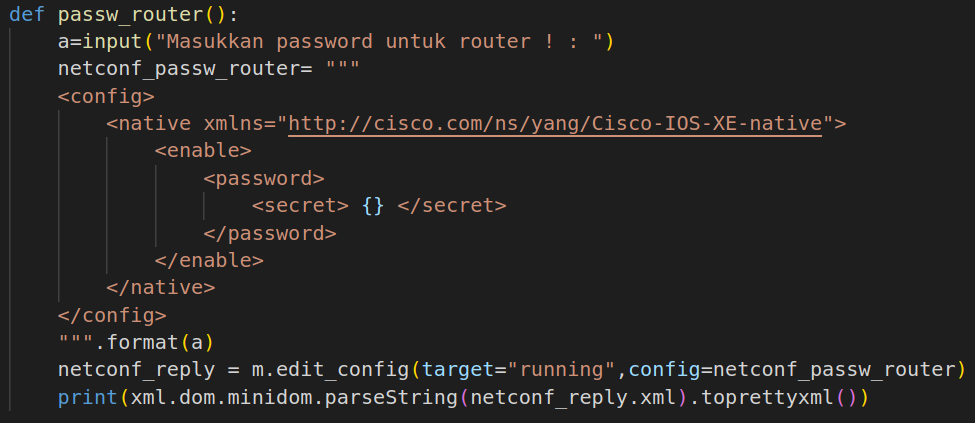 def passw_router():
    a=input("Masukkan password untuk router ! : ")
    netconf_passw_router= """
    <config>
        <native xmlns="http://cisco.com/ns/yang/Cisco-IOS-XE-native">
            <enable>
                <password>
                    <secret> {} </secret>
                </password>
            </enable>
        </native>
    </config>
    """.format(a)
    netconf_reply = m.edit_config(target="running",config=netconf_passw_router)
    print(xml.dom.minidom.parseString(netconf_reply.xml).toprettyxml())